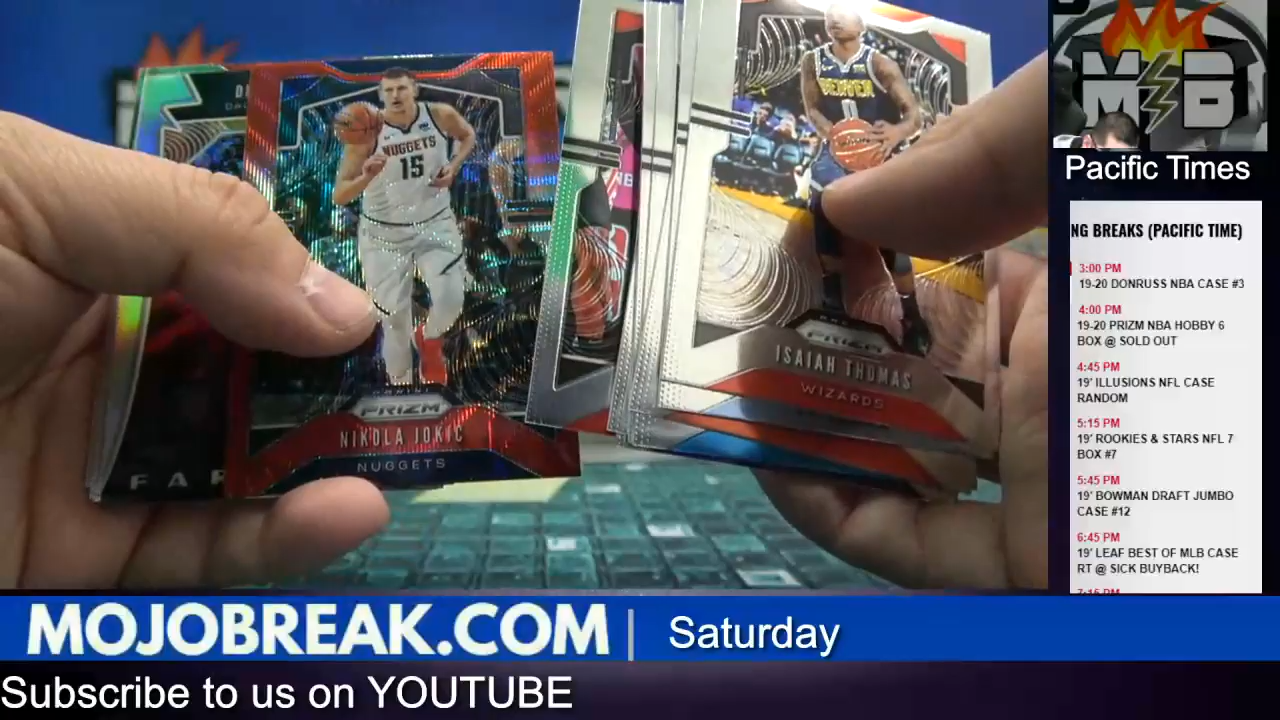 NUGGETS
15
PRIZM
NIKOLA JOKIC
NUGGETS
DENVER
PRIZM
ISAIAH THOMAS
WIZARDS
MB
Pacific Times
NG BREAKS (PACIFIC TIME)
3:00 PM
19-20 DONRUSS NBA CASE #3
4:00 PM
19-20 PRIZM NBA HOBBY 6
BOX @ SOLD OUT
4:45 PM
19' ILLUSIONS NFL CASE
RANDOM
5:15 PM
19' ROOKIES & STARS NFL 7
BOX #7
5:45 PM
19' BOWMAN DRAFT JUMBO
CASE #12
6:45 PM
19' LEAF BEST OF MLB CASE
RT @ SICK BUYBACK!
MOJOBREAK.COM | Saturday
Subscribe to us on YOUTUBE